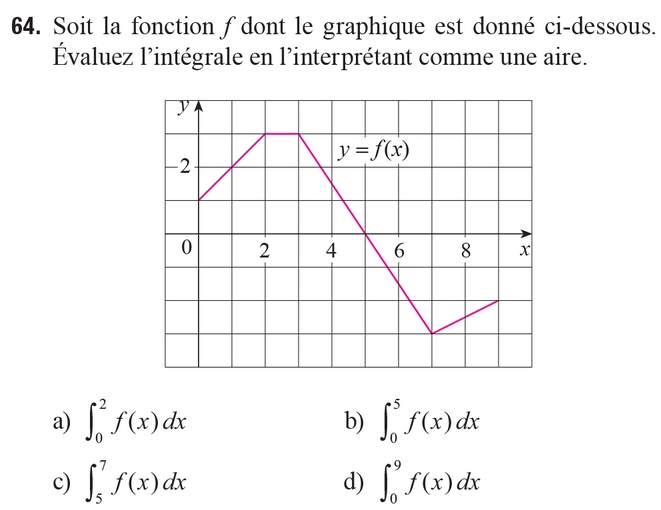 64. Soit la fonction f dont le graphique est donné ci-dessous.
Évaluez l’intégrale en l’interprétant comme une aire.
y
y = f(x)
2
0 2 4 6 8 x
a) ∫₀² f(x) dx b) ∫₀⁵ f(x) dx
c) ∫₅⁷ f(x) dx d) ∫₀⁹ f(x) dx